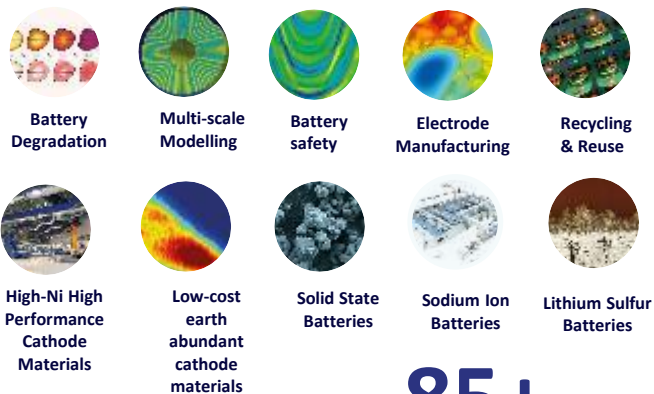 Battery
Degradation
Multi-scale
Modelling
Battery
safety
Electrode
Manufacturing
Recycling
& Reuse
High-Ni High
Performance
Cathode
Materials
Low-cost
earth
abundant
cathode
materials
Solid State
Batteries
Sodium Ion
Batteries
Lithium Sulfur
Batteries